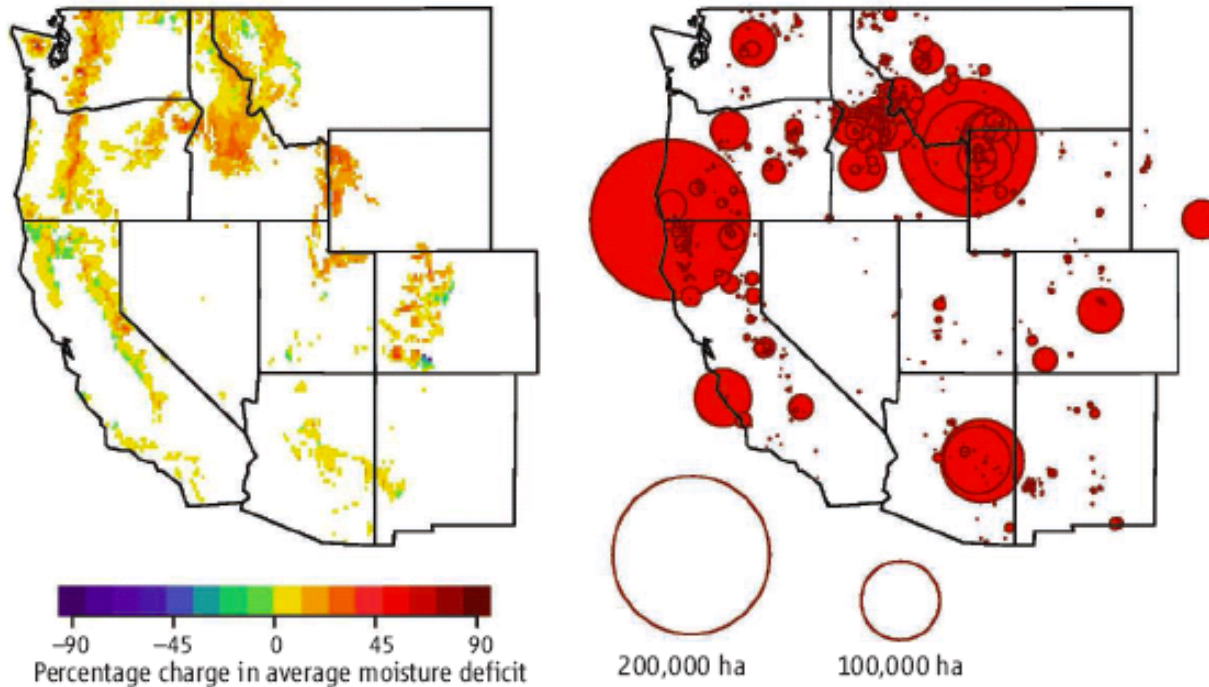 −90 −45 0 45 90
Percentage charge in average moisture deficit
200,000 ha 100,000 ha